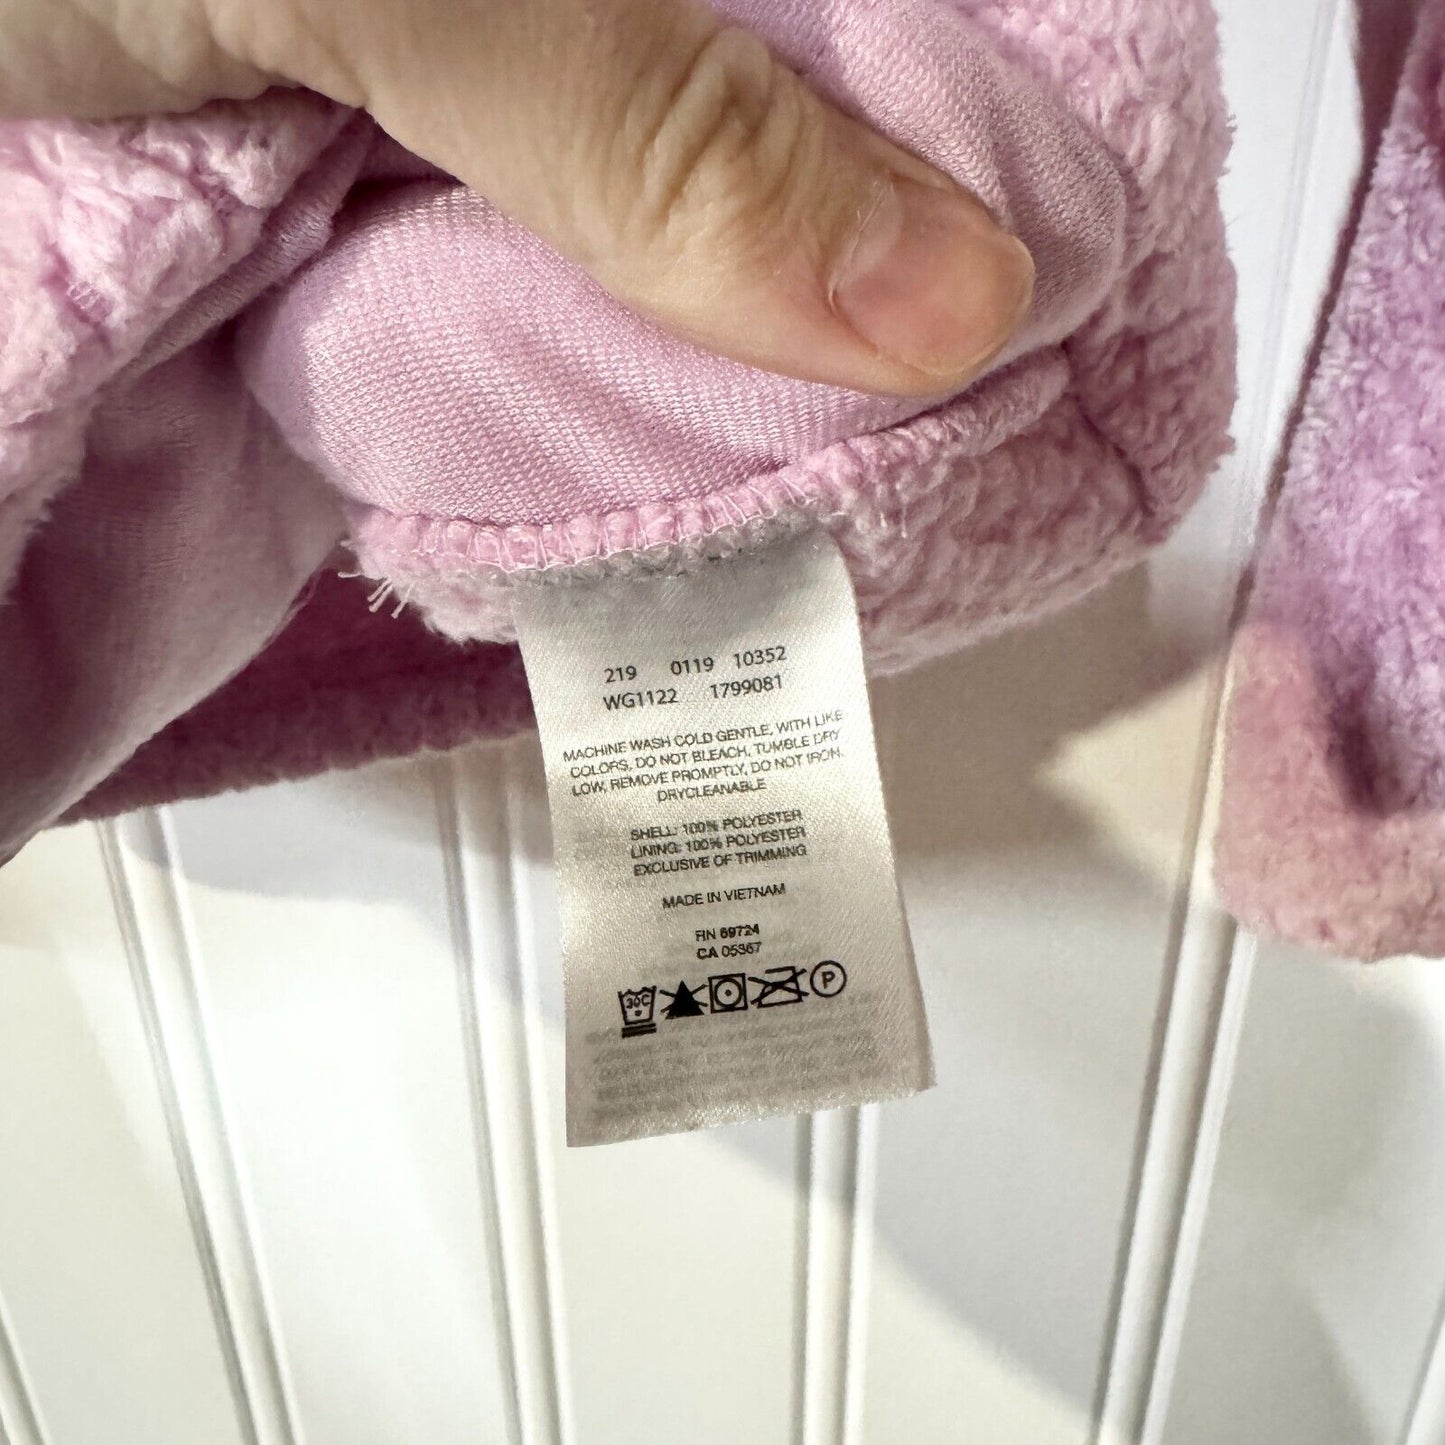 219 0119 10352
WG1122 1799081
MACHINE WASH COLD GENTLE, WITH LIKE
COLORS, DO NOT BLEACH, TUMBLE DRY
LOW, REMOVE PROMPTLY, DO NOT IRON,
DRYCLEANABLE
SHELL: 100% POLYESTER
LINING: 100% POLYESTER
EXCLUSIVE OF TRIMMING
MADE IN VIETNAM
RN 69724
CA 05367
30C P